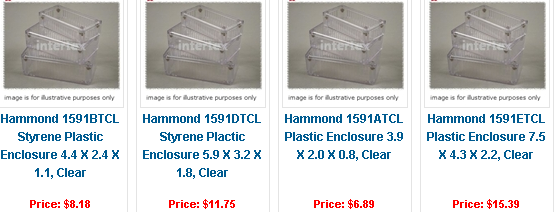 intertex
intertex
intertex
intertex
image is for illustrative purposes only
image is for illustrative purposes only
image is for illustrative purposes only
image is for illustrative purposes only
Hammond 1591BTCL
Styrene Plastic
Enclosure 4.4 X 2.4 X
1.1, Clear
Price: $8.18
Hammond 1591DTCL
Styrene Plactic
Enclosure 5.9 X 3.2 X
1.8, Clear
Price: $11.75
Hammond 1591ATCL
Plastic Enclosure 3.9
X 2.0 X 0.8, Clear
Price: $6.89
Hammond 1591ETCL
Plastic Enclosure 7.5
X 4.3 X 2.2, Clear
Price: $15.39